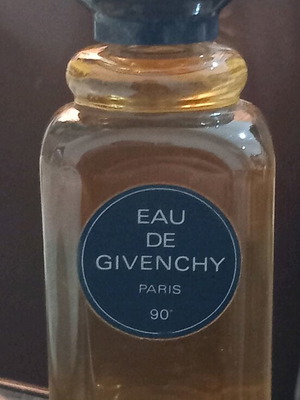 EAU
DE
GIVENCHY
PARIS
90°